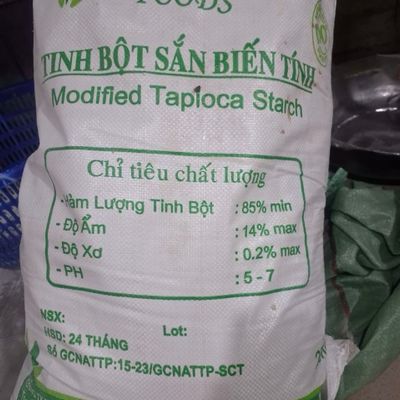 FOODS
TINH BỘT SẮN BIẾN TÍNH
Modified Tapioca Starch
Chỉ tiêu chất lượng
- Hàm Lượng Tinh Bột : 85% min
- Độ Ẩm : 14% max
- Độ Xơ : 0.2% max
- PH : 5 - 7
NSX: Lot:
HSD: 24 THÁNG
Số GCNATTP:15-23/GCNATTP-SCT